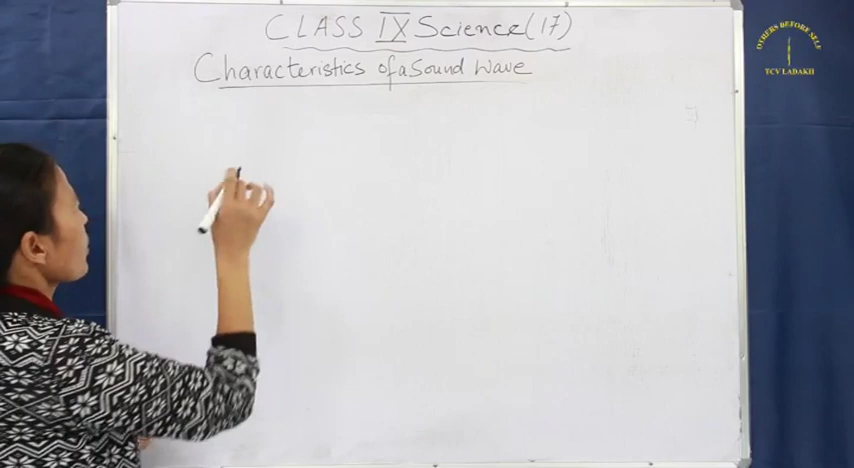 CLASS IX Science (17)
Characteristics of a Sound Wave
OTHERS BEFORE SELF
TCV LADAKH